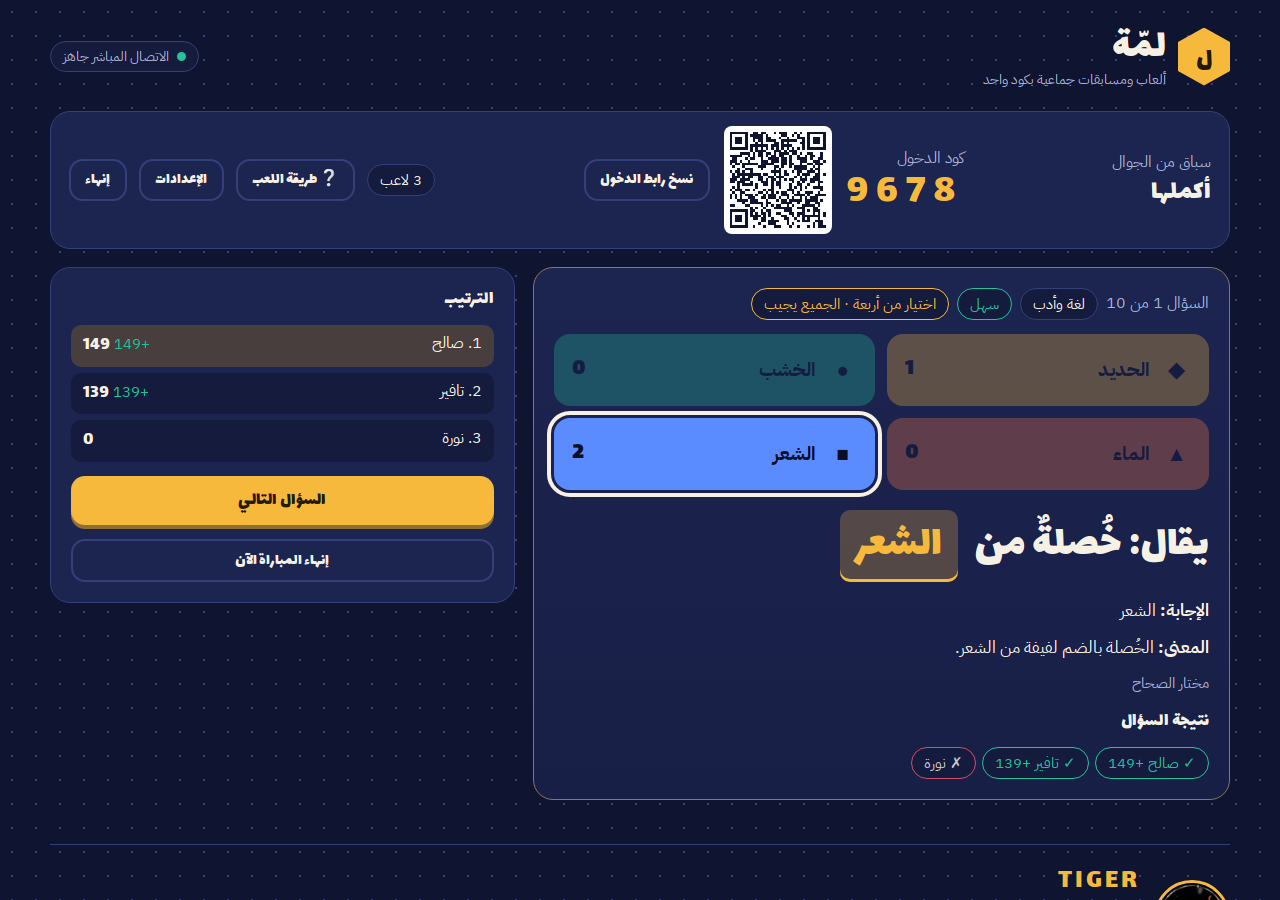 ل
لمّة
ألعاب ومسابقات جماعية بكود واحد
الاتصال المباشر جاهز
سباق من الجوال
أكملها
كود الدخول
9678
نسخ رابط الدخول
3 لاعب
❔ طريقة اللعب
الإعدادات
إنهاء
السؤال 1 من 10
لغة وأدب
سهل
اختيار من أربعة · الجميع يجيب
◆ الحديد 1
● الخشب 0
▲ الماء 0
■ الشعر 2
يقال: خُصلةٌ من الشعر
الإجابة: الشعر
المعنى: الخُصلة بالضم لفيفة من الشعر.
مختار الصحاح
نتيجة السؤال
✓ صالح +149
✓ تافير +139
✗ نورة
الترتيب
1. صالح +149 149
2. تافير +139 139
3. نورة 0
السؤال التالي
إنهاء المباراة الآن
TIGER